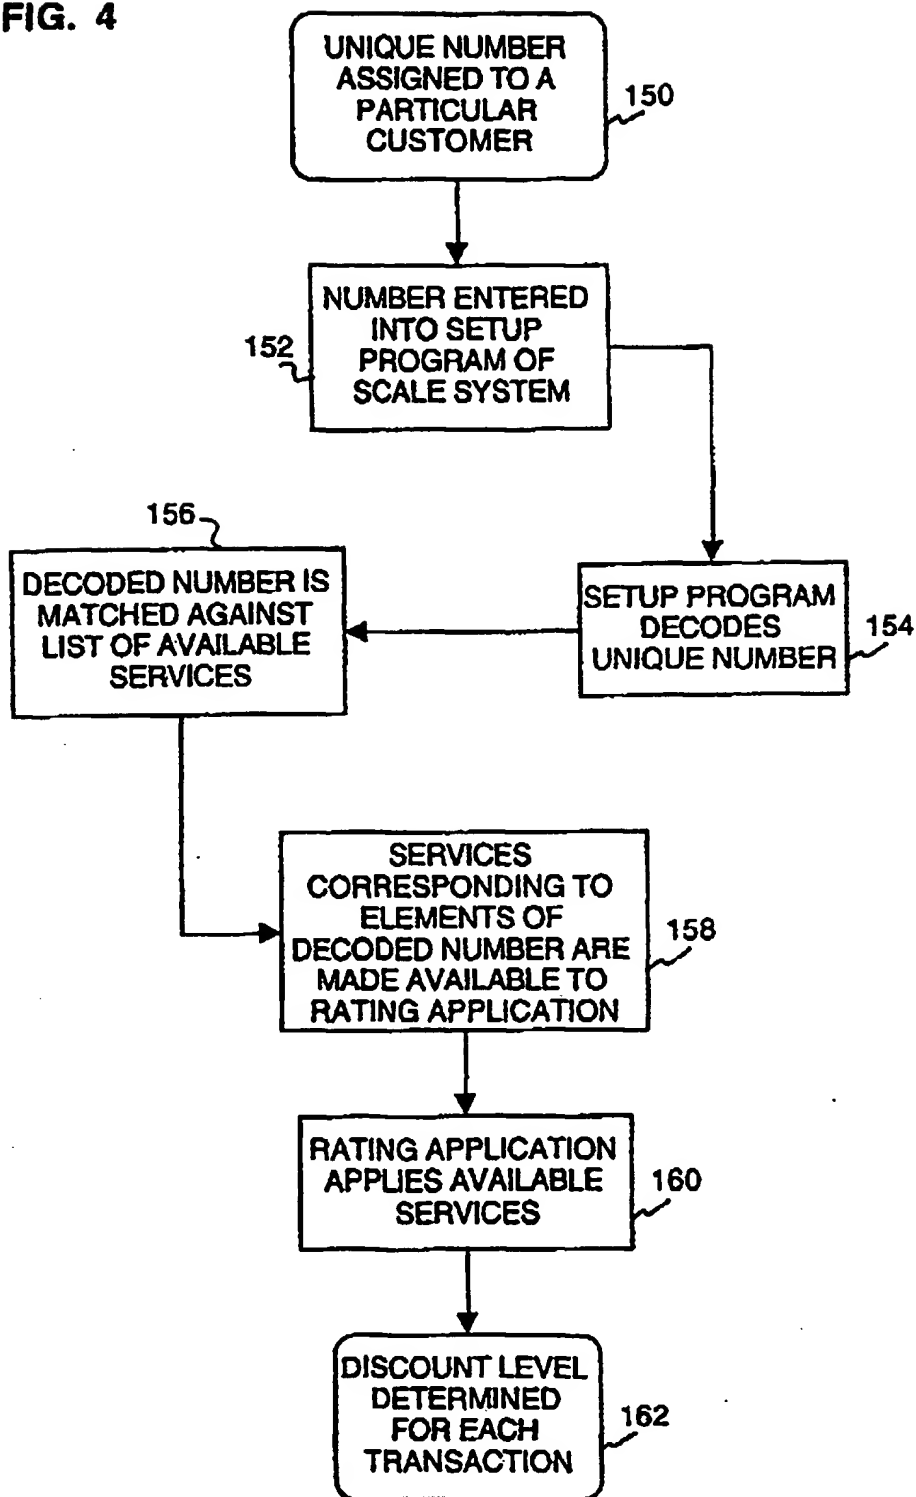 FIG. 4
UNIQUE NUMBER
ASSIGNED TO A
PARTICULAR
CUSTOMER
150
NUMBER ENTERED
INTO SETUP
PROGRAM OF
SCALE SYSTEM
152
SETUP PROGRAM
DECODES
UNIQUE NUMBER
154
156
DECODED NUMBER IS
MATCHED AGAINST
LIST OF AVAILABLE
SERVICES
SERVICES
CORRESPONDING TO
ELEMENTS OF
DECODED NUMBER ARE
MADE AVAILABLE TO
RATING APPLICATION
158
RATING APPLICATION
APPLIES AVAILABLE
SERVICES
160
DISCOUNT LEVEL
DETERMINED
FOR EACH
TRANSACTION
162